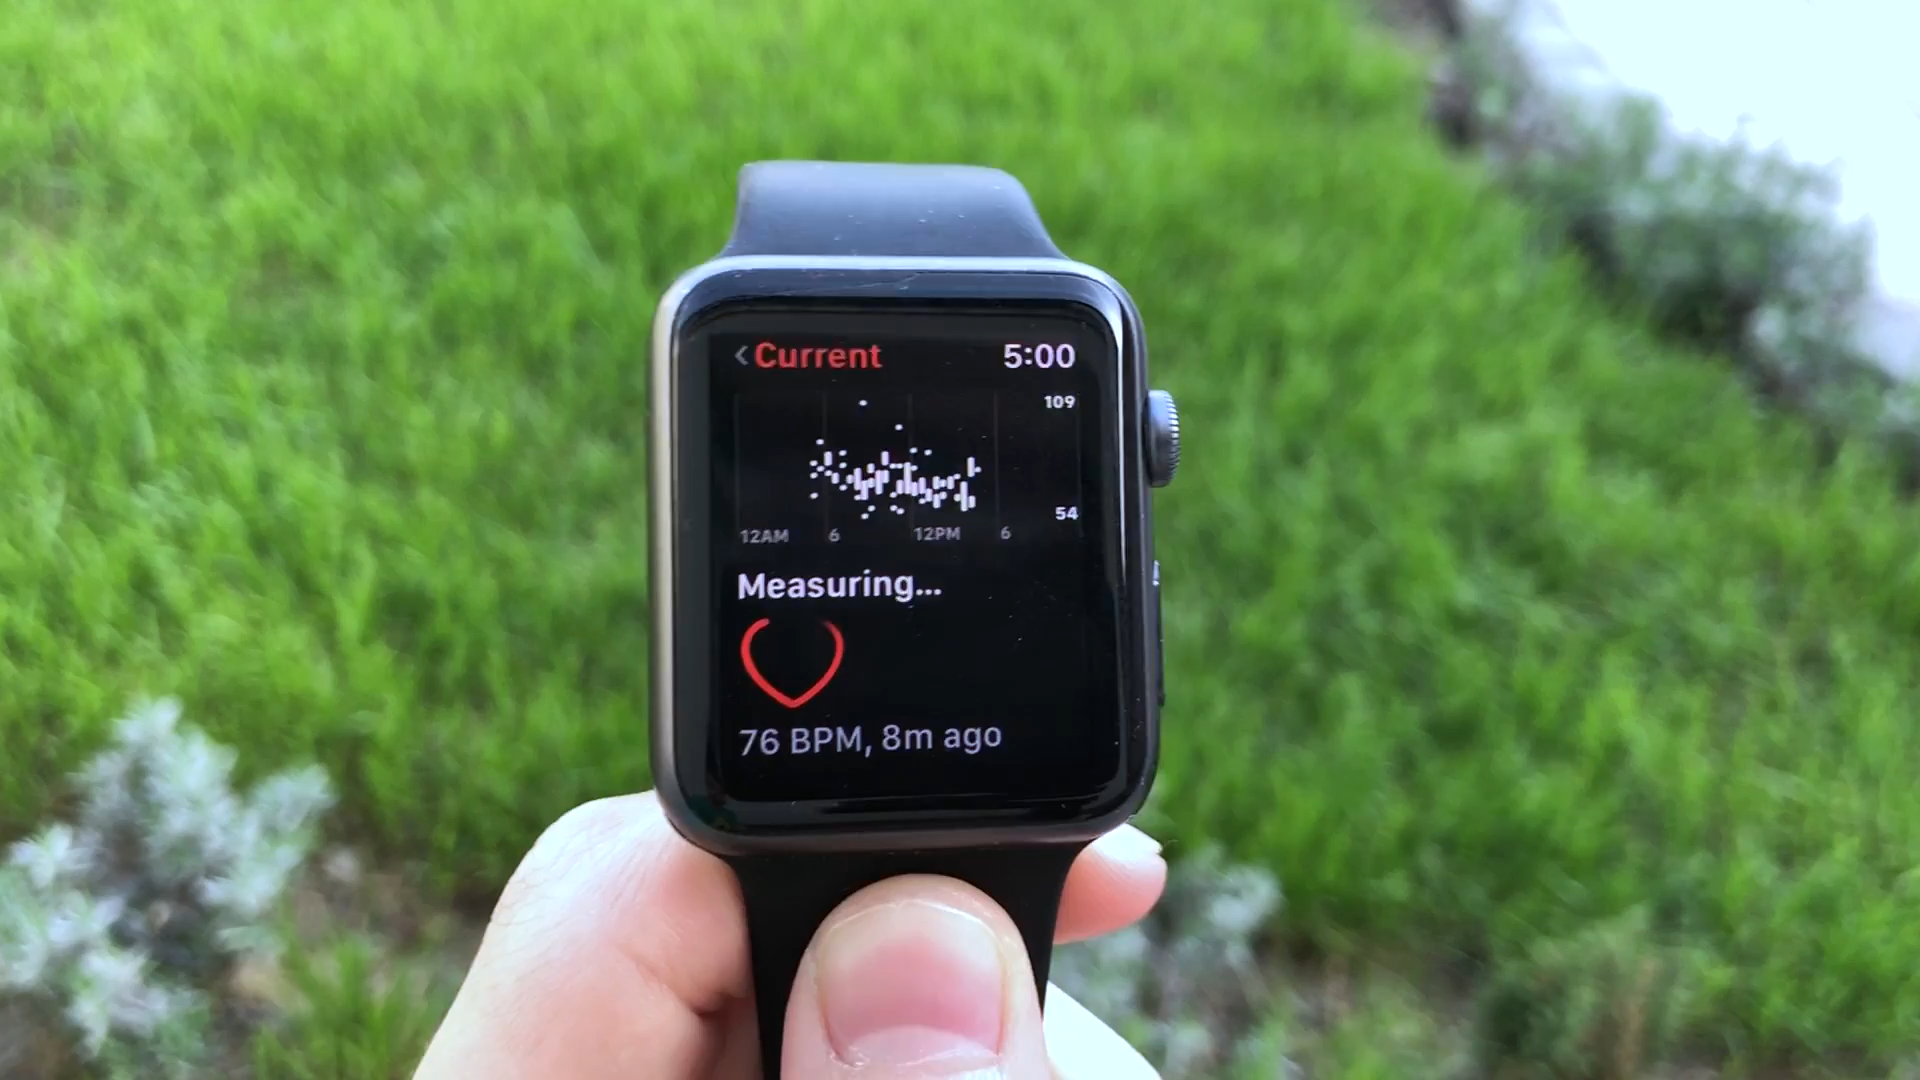 < Current 5:00
109
54
12AM 6 12PM 6
Measuring...
76 BPM, 8m ago